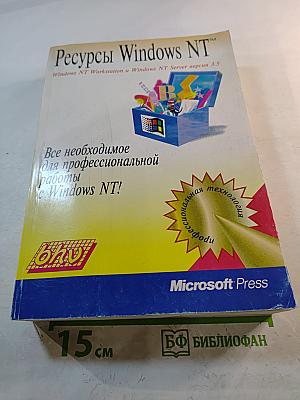 Ресурсы Windows NT™
Windows NT Workstation и Windows NT Server версия 3.5
Все необходимое
для профессиональной
работы
с Windows NT!
профессиональная технология
Microsoft Press
15 см
БФ БИБЛИОФАН